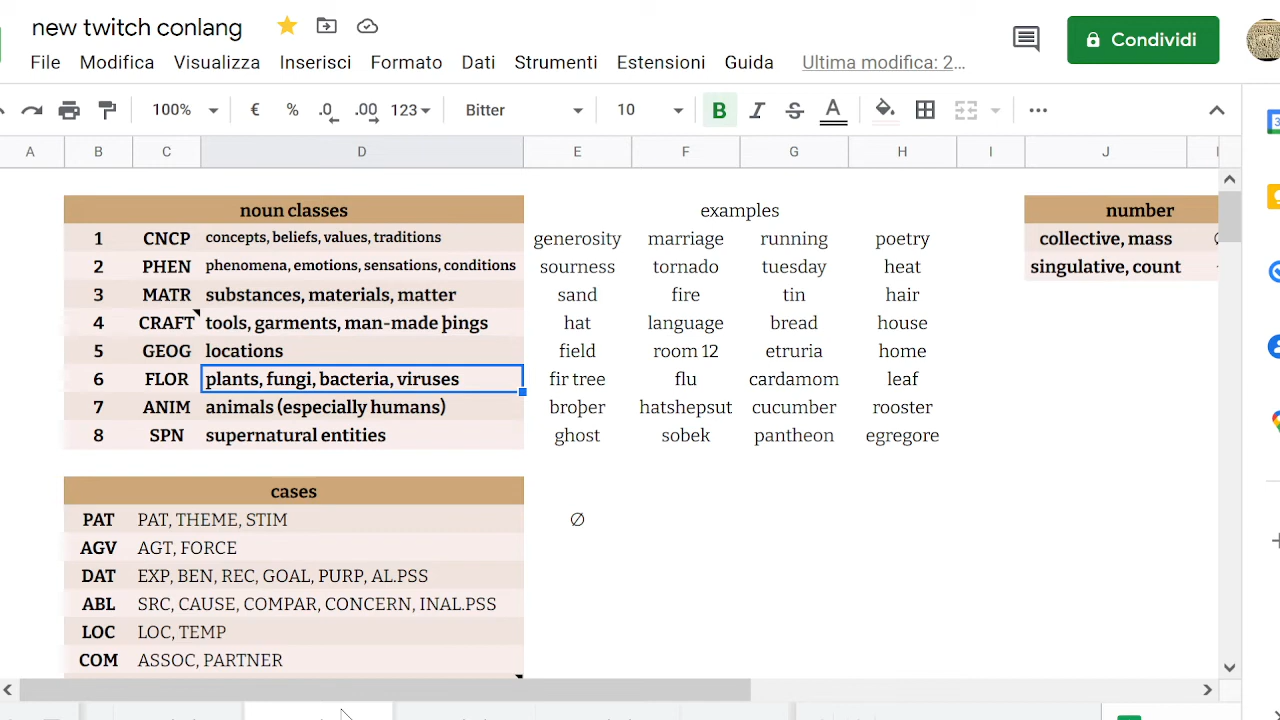 new twitch conlang
Condividi
File Modifica Visualizza Inserisci Formato Dati Strumenti Estensioni Guida Ultima modifica: 2...
100% € % .0 .00 123 Bitter 10 B I S A
A B C D E F G H I J
noun classes examples number
1 CNCP concepts, beliefs, values, traditions generosity marriage running poetry collective, mass
2 PHEN phenomena, emotions, sensations, conditions sourness tornado tuesday heat singulative, count
3 MATR substances, materials, matter sand fire tin hair
4 CRAFT tools, garments, man-made þings hat language bread house
5 GEOG locations field room 12 etruria home
6 FLOR plants, fungi, bacteria, viruses fir tree flu cardamom leaf
7 ANIM animals (especially humans) broþer hatshepsut cucumber rooster
8 SPN supernatural entities ghost sobek pantheon egregore
cases
PAT PAT, THEME, STIM ∅
AGV AGT, FORCE
DAT EXP, BEN, REC, GOAL, PURP, AL.PSS
ABL SRC, CAUSE, COMPAR, CONCERN, INAL.PSS
LOC LOC, TEMP
COM ASSOC, PARTNER